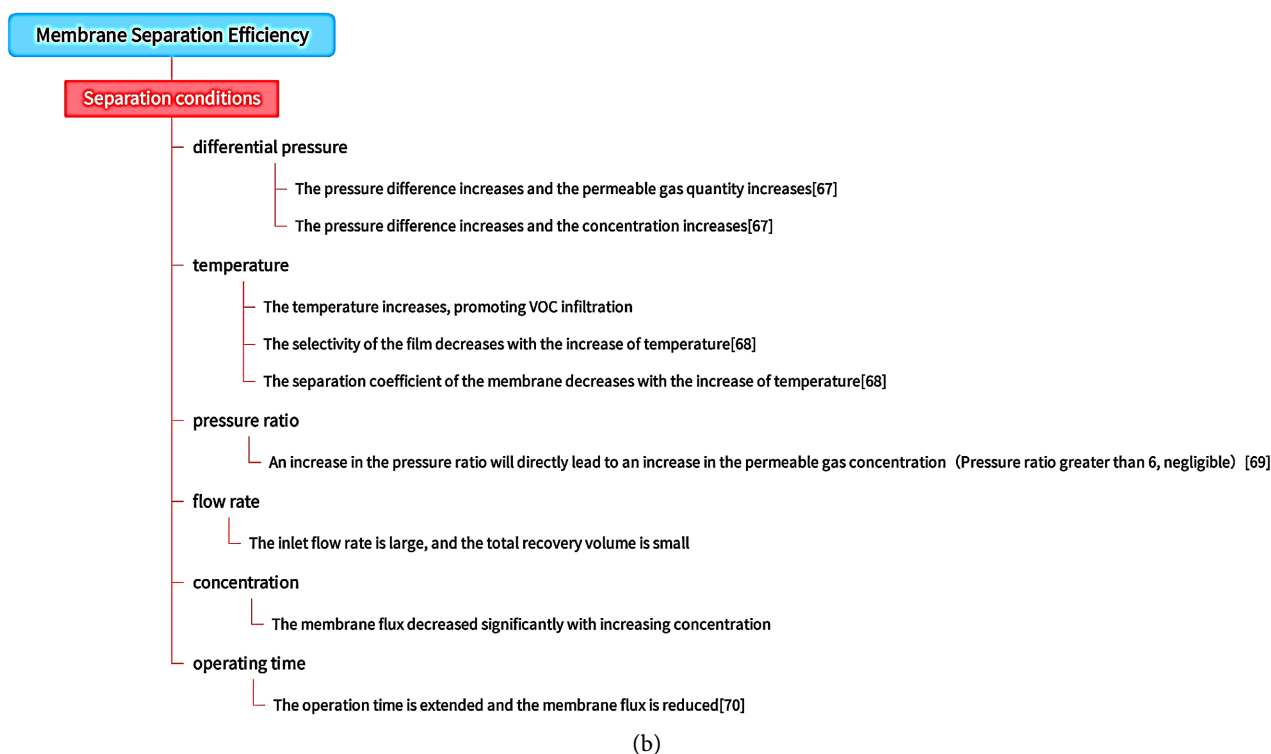 Membrane Separation Efficiency
Separation conditions
differential pressure
The pressure difference increases and the permeable gas quantity increases[67]
The pressure difference increases and the concentration increases[67]
temperature
The temperature increases, promoting VOC infiltration
The selectivity of the film decreases with the increase of temperature[68]
The separation coefficient of the membrane decreases with the increase of temperature[68]
pressure ratio
An increase in the pressure ratio will directly lead to an increase in the permeable gas concentration（Pressure ratio greater than 6, negligible）[69]
flow rate
The inlet flow rate is large, and the total recovery volume is small
concentration
The membrane flux decreased significantly with increasing concentration
operating time
The operation time is extended and the membrane flux is reduced[70]
(b)